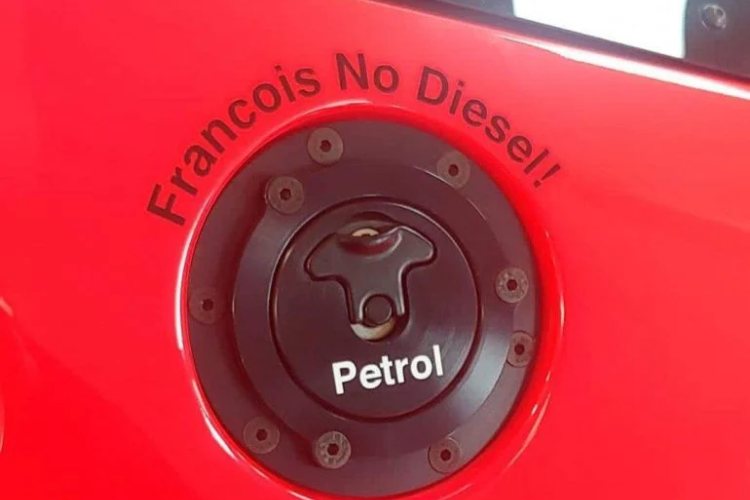 Francois No Diesel!
Petrol